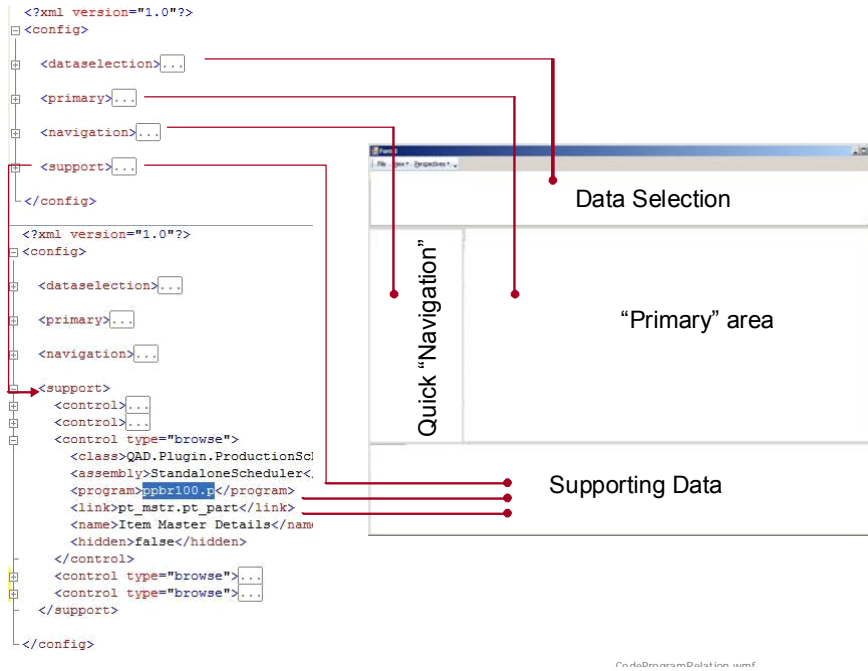 <?xml version="1.0"?>
<config>
<dataselection>...
<primary>...
<navigation>...
<support>...
</config>
<?xml version="1.0"?>
<config>
<dataselection>...
<primary>...
<navigation>...
<support>
<control>...
<control>...
<control type="browse">
<class>QAD.Plugin.ProductionSc
<assembly>StandaloneScheduler<
<program>ppbr100.p</program>
<link>pt_mstr.pt_part</link>
<name>Item Master Details</nam
<hidden>false</hidden>
</control>
<control type="browse">...
<control type="browse">...
</support>
</config>
File View Perspectives
Data Selection
Quick “Navigation”
“Primary” area
Supporting Data
CodeProgramRelation.wmf